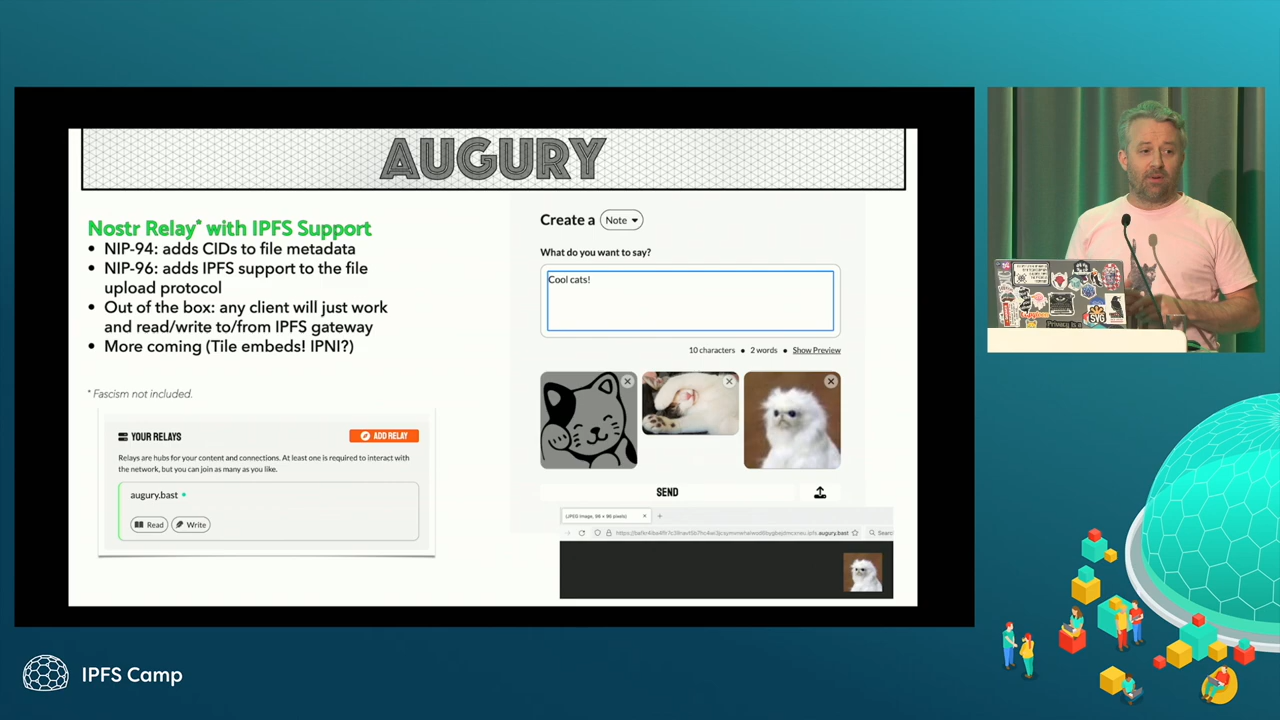 AUGURY
Nostr Relay* with IPFS Support
• NIP-94: adds CIDs to file metadata
• NIP-96: adds IPFS support to the file
upload protocol
• Out of the box: any client will just work
and read/write to/from IPFS gateway
• More coming (Tile embeds! IPNI?)
* Fascism not included.
YOUR RELAYS
ADD RELAY
Relays are hubs for your content and connections. At least one is required to interact with
the network, but you can join as many as you like.
augury.bast
Read
Write
Create a
Note
What do you want to say?
Cool cats!
10 characters • 2 words • Show Preview
SEND
augury.bast
Privacy is a
SVG
IPFS Camp